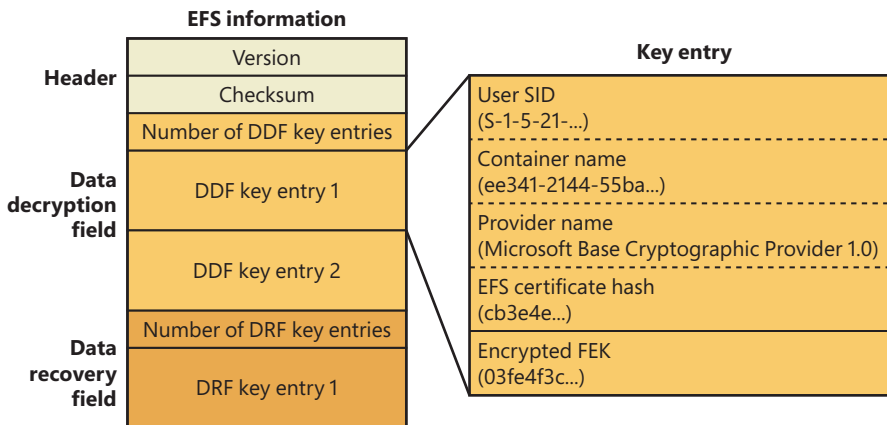 EFS information
Header
Version
Checksum
Number of DDF key entries
Data
decryption
field
DDF key entry 1
DDF key entry 2
Number of DRF key entries
Data
recovery
field
DRF key entry 1
Key entry
User SID
(S-1-5-21-...)
Container name
(ee341-2144-55ba...)
Provider name
(Microsoft Base Cryptographic Provider 1.0)
EFS certificate hash
(cb3e4e...)
Encrypted FEK
(03fe4f3c...)